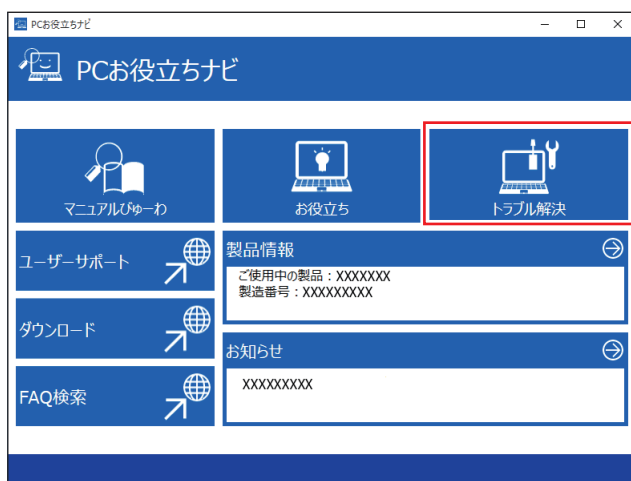 PCお役立ちナビ
PCお役立ちナビ
マニュアルびゅーわ
お役立ち
トラブル解決
ユーザーサポート
製品情報
ご使用中の製品：XXXXXXX
製造番号：XXXXXXXXX
ダウンロード
お知らせ
XXXXXXXXX
FAQ検索